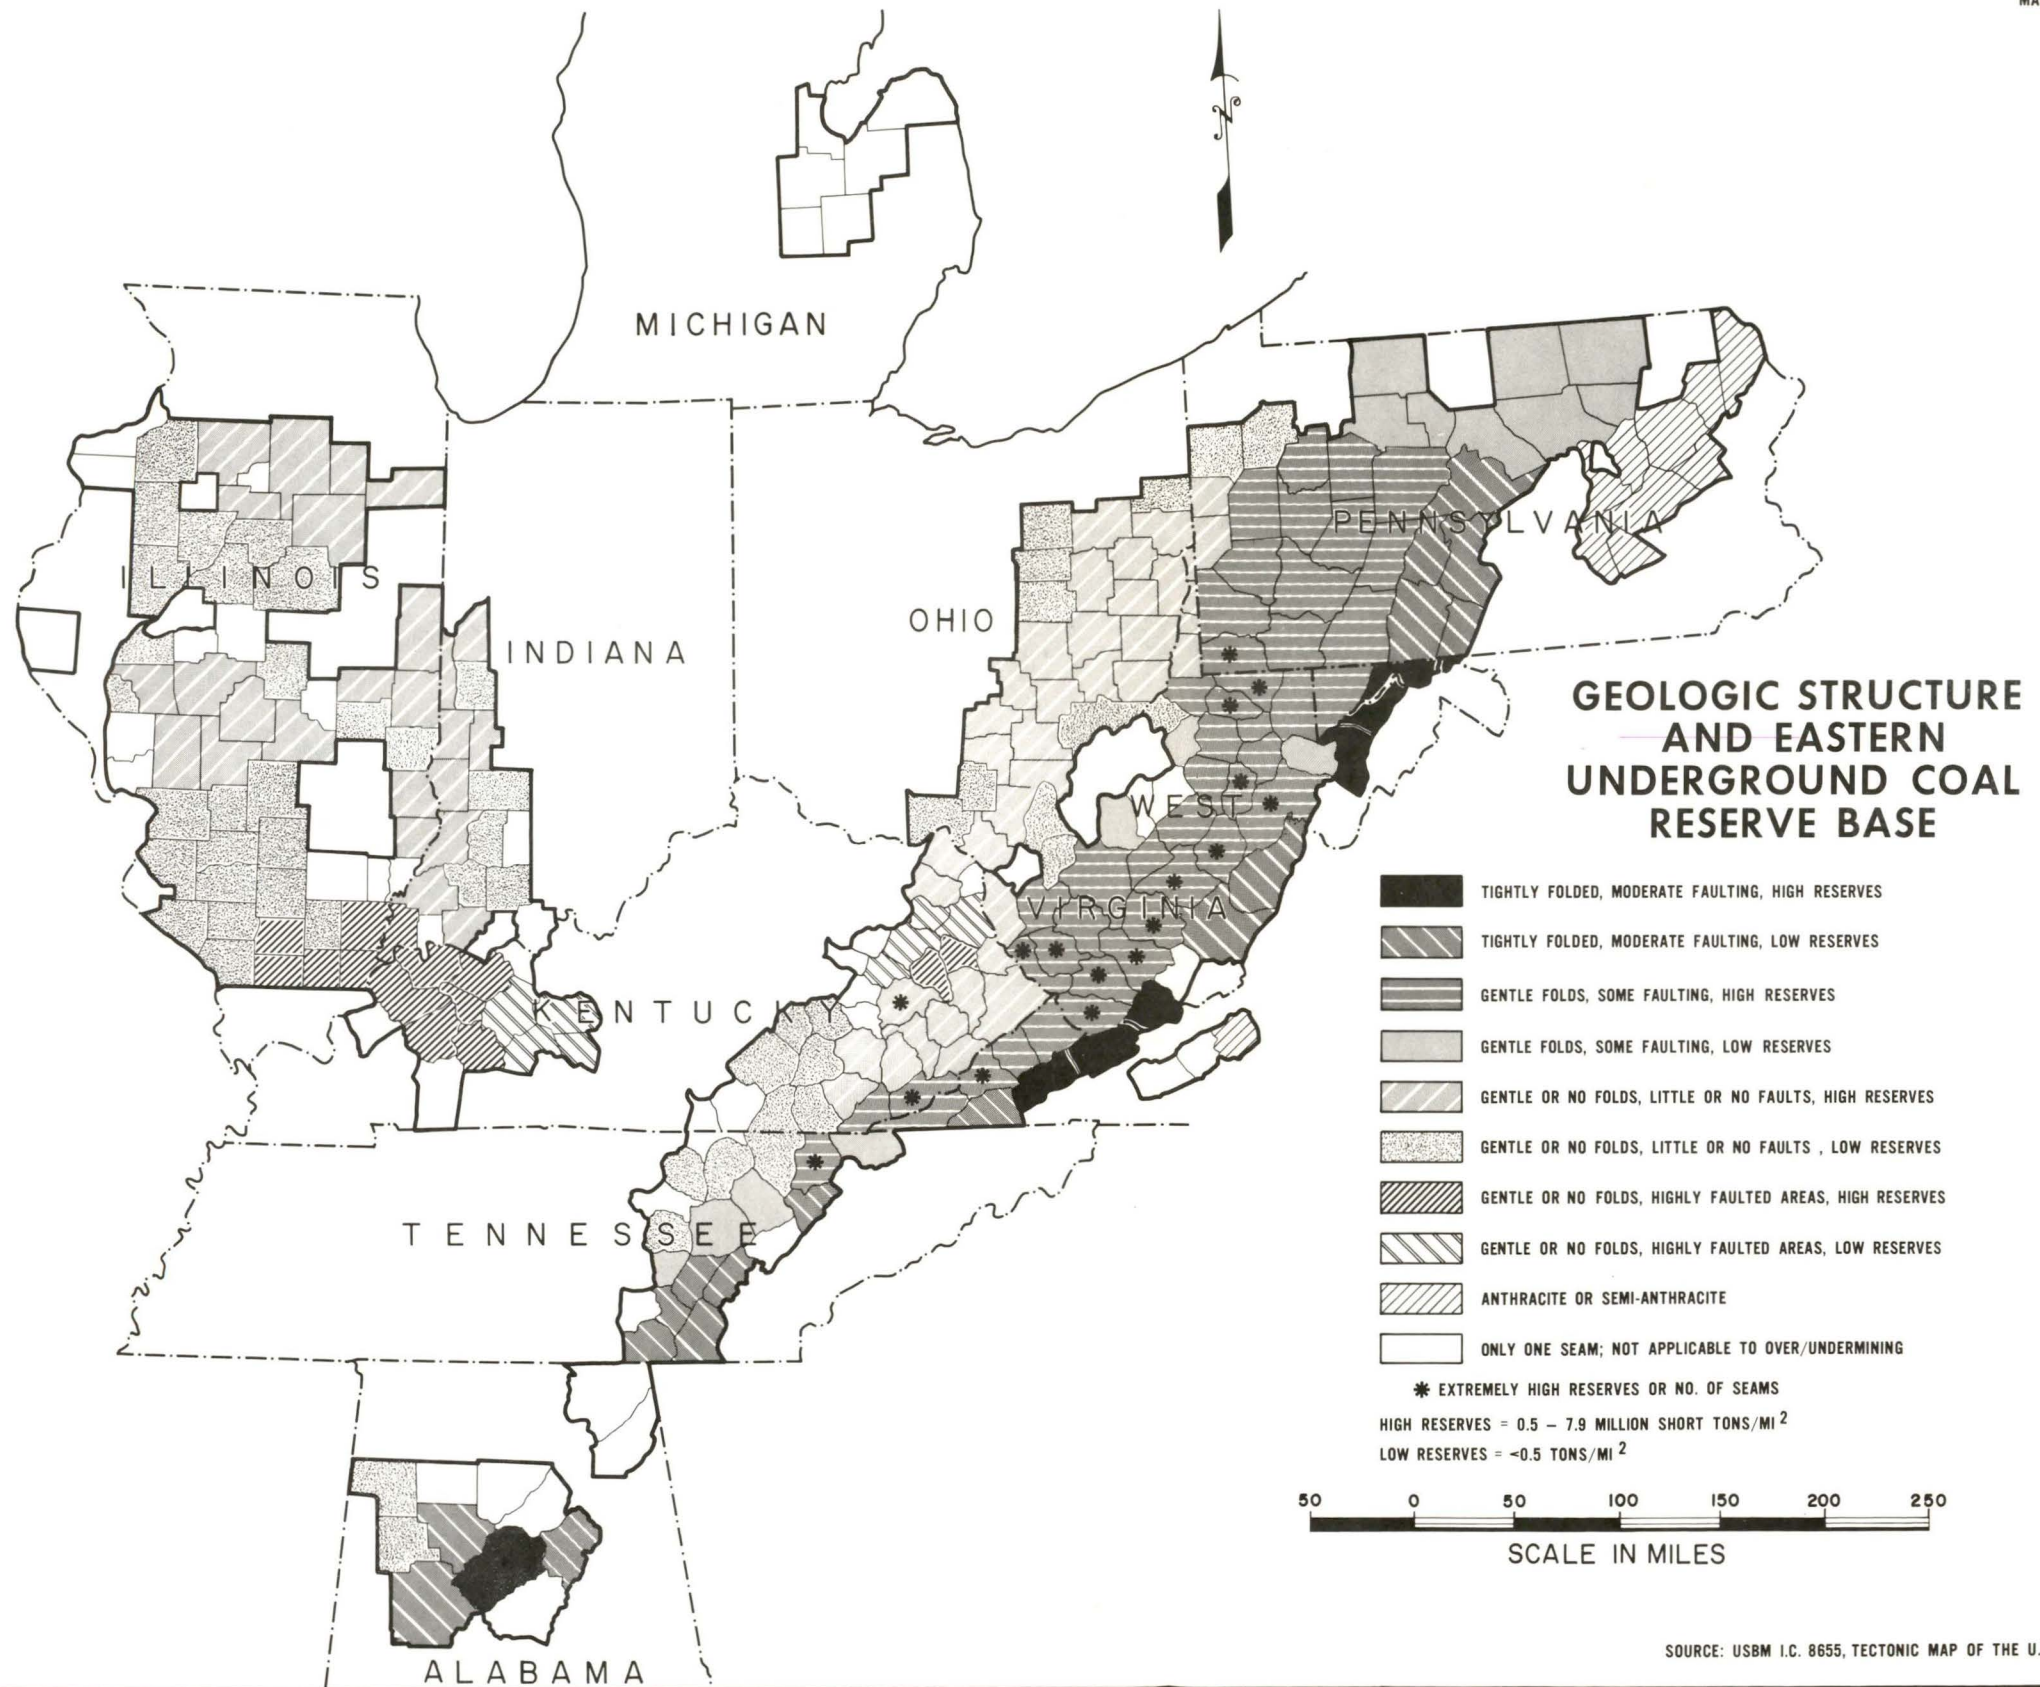 MA
N
MICHIGAN
PENNSYLVANIA
ILLINOIS
OHIO
INDIANA
GEOLOGIC STRUCTURE
AND EASTERN
UNDERGROUND COAL
RESERVE BASE
WEST
VIRGINIA
KENTUCKY
TENNESSEE
ALABAMA
TIGHTLY FOLDED, MODERATE FAULTING, HIGH RESERVES
TIGHTLY FOLDED, MODERATE FAULTING, LOW RESERVES
GENTLE FOLDS, SOME FAULTING, HIGH RESERVES
GENTLE FOLDS, SOME FAULTING, LOW RESERVES
GENTLE OR NO FOLDS, LITTLE OR NO FAULTS, HIGH RESERVES
GENTLE OR NO FOLDS, LITTLE OR NO FAULTS , LOW RESERVES
GENTLE OR NO FOLDS, HIGHLY FAULTED AREAS, HIGH RESERVES
GENTLE OR NO FOLDS, HIGHLY FAULTED AREAS, LOW RESERVES
ANTHRACITE OR SEMI-ANTHRACITE
ONLY ONE SEAM; NOT APPLICABLE TO OVER/UNDERMINING
✱ EXTREMELY HIGH RESERVES OR NO. OF SEAMS
HIGH RESERVES = 0.5 – 7.9 MILLION SHORT TONS/MI 2
LOW RESERVES = <0.5 TONS/MI 2
50 0 50 100 150 200 250
SCALE IN MILES
SOURCE: USBM I.C. 8655, TECTONIC MAP OF THE U.